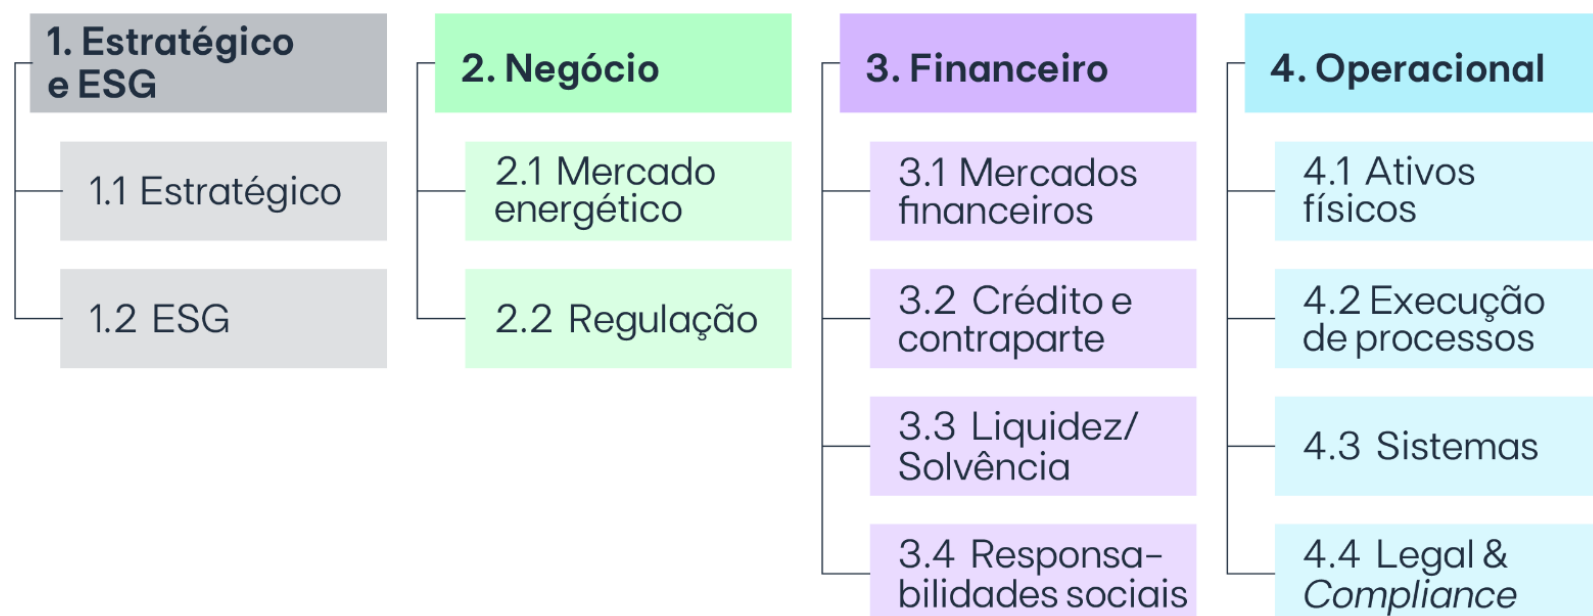 1. Estratégico
e ESG
1.1 Estratégico
1.2 ESG
2. Negócio
2.1 Mercado
energético
2.2 Regulação
3. Financeiro
3.1 Mercados
financeiros
3.2 Crédito e
contraparte
3.3 Liquidez/
Solvência
3.4 Responsa-
bilidades sociais
4. Operacional
4.1 Ativos
físicos
4.2 Execução
de processos
4.3 Sistemas
4.4 Legal &
Compliance